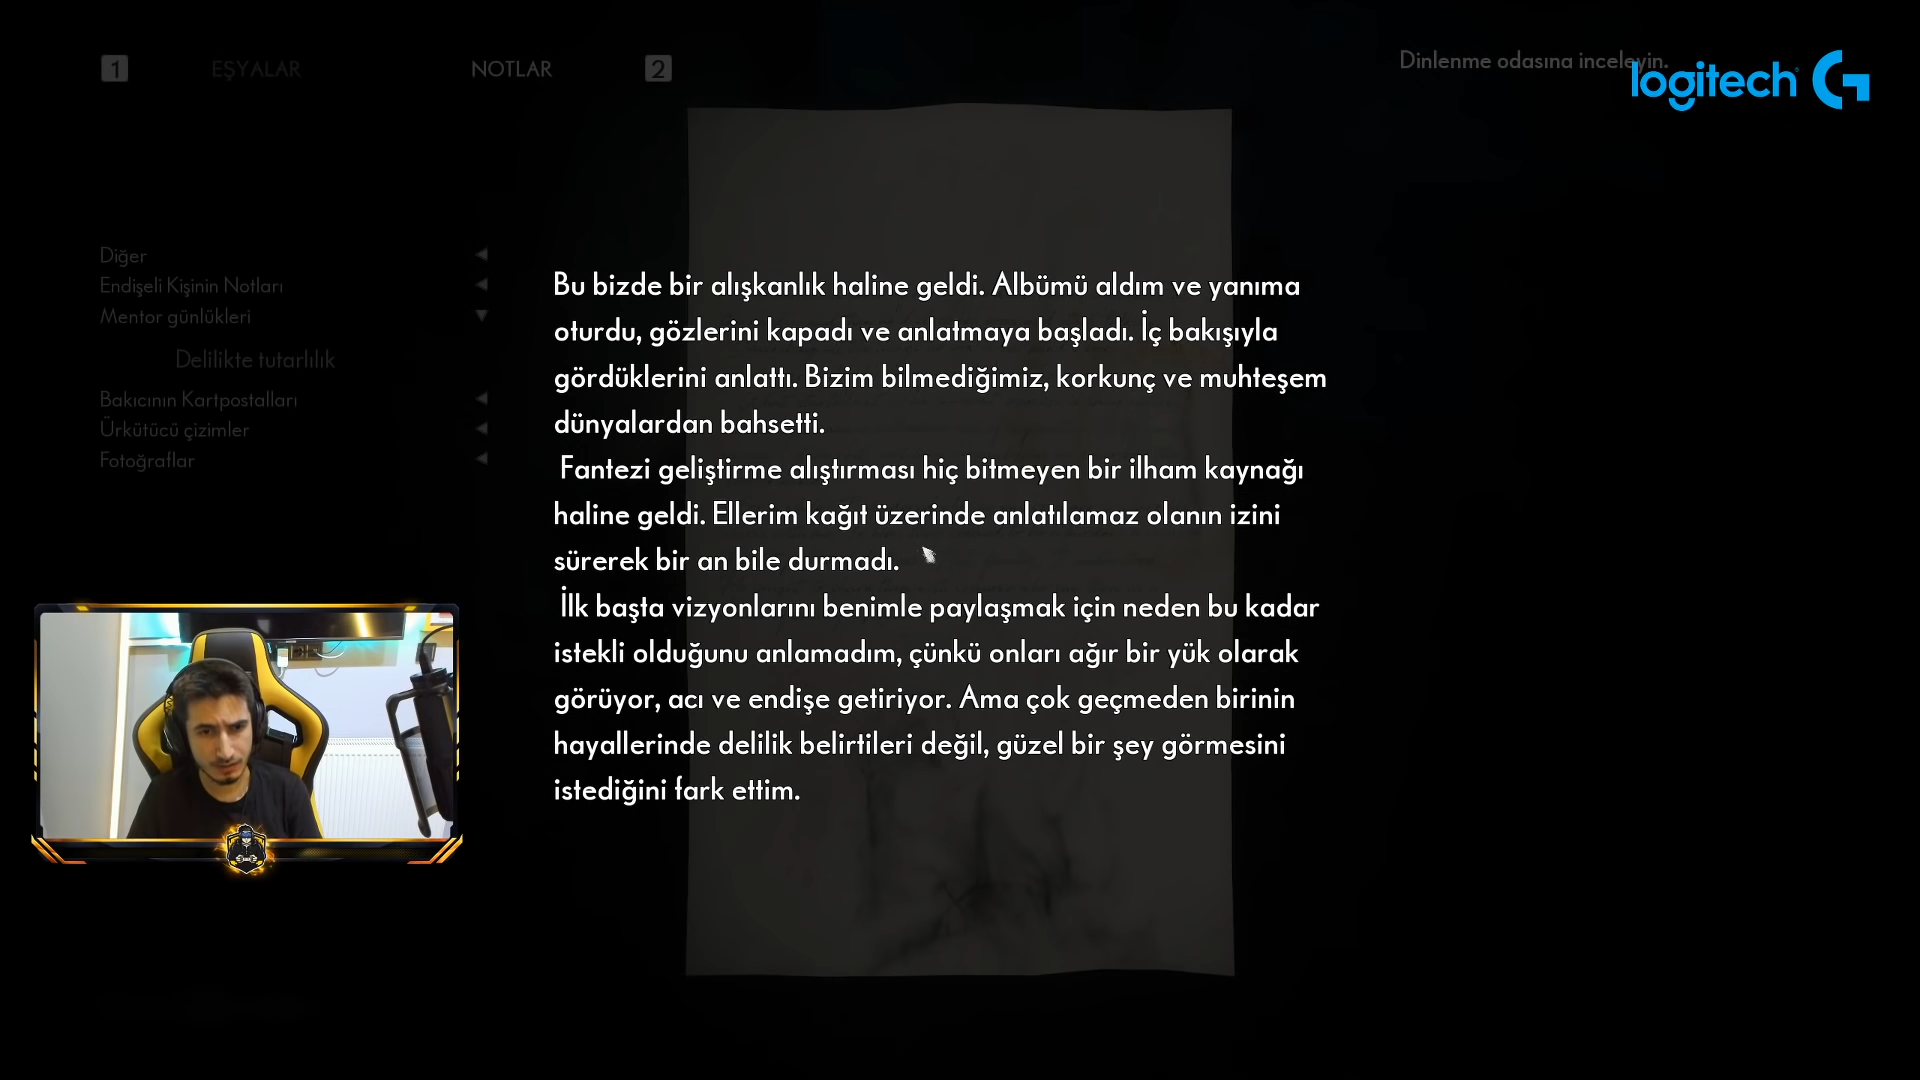 1 EŞYALAR NOTLAR 2
Dinlenme odasına inceleyin.
logitech G
Diğer
Endişeli Kişinin Notları
Mentor günlükleri
Delilikte tutarlılık
Bakıcının Kartpostalları
Ürkütücü çizimler
Fotoğraflar
Bu bizde bir alışkanlık haline geldi. Albümü aldım ve yanıma
oturdu, gözlerini kapadı ve anlatmaya başladı. İç bakışıyla
gördüklerini anlattı. Bizim bilmediğimiz, korkunç ve muhteşem
dünyalardan bahsetti.
Fantezi geliştirme alıştırması hiç bitmeyen bir ilham kaynağı
haline geldi. Ellerim kağıt üzerinde anlatılamaz olanın izini
sürerek bir an bile durmadı.
İlk başta vizyonlarını benimle paylaşmak için neden bu kadar
istekli olduğunu anlamadım, çünkü onları ağır bir yük olarak
görüyor, acı ve endişe getiriyor. Ama çok geçmeden birinin
hayallerinde delilik belirtileri değil, güzel bir şey görmesini
istediğini fark ettim.